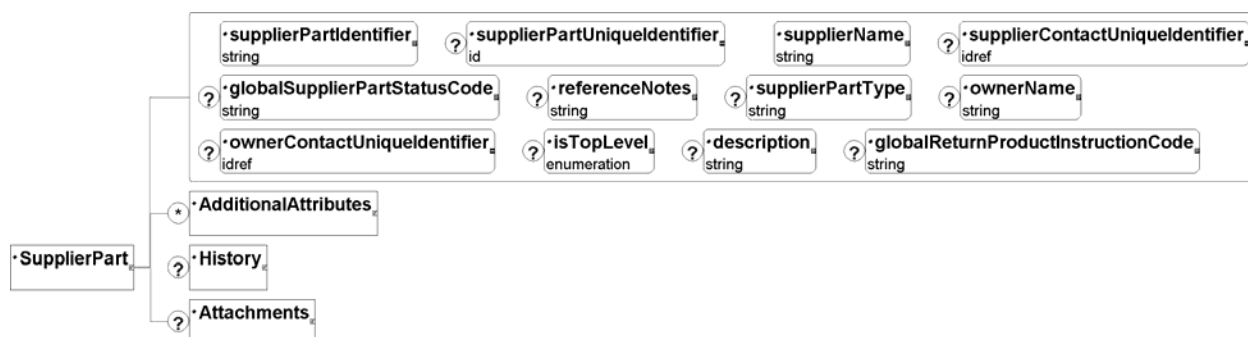 supplierPartIdentifier ? supplierPartUniqueIdentifier supplierName ? supplierContactUniqueIdentifier
string id string idref
? globalSupplierPartStatusCode ? referenceNotes ? supplierPartType ? ownerName
string string string string
? ownerContactUniqueIdentifier ? isTopLevel ? description ? globalReturnProductInstructionCode
idref enumeration string string
* AdditionalAttributes
SupplierPart ? History
? Attachments